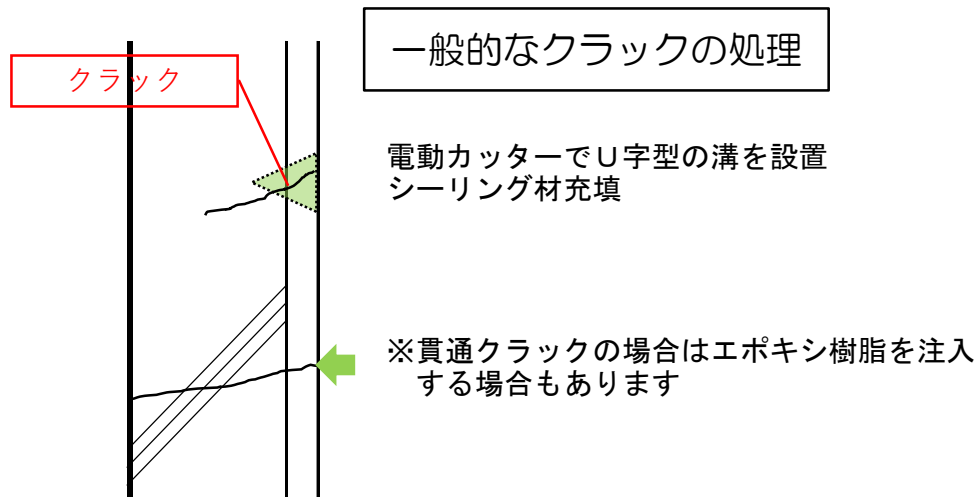 一般的なクラックの処理
クラック
電動カッターでU字型の溝を設置
シーリング材充填
※貫通クラックの場合はエポキシ樹脂を注入
する場合もあります